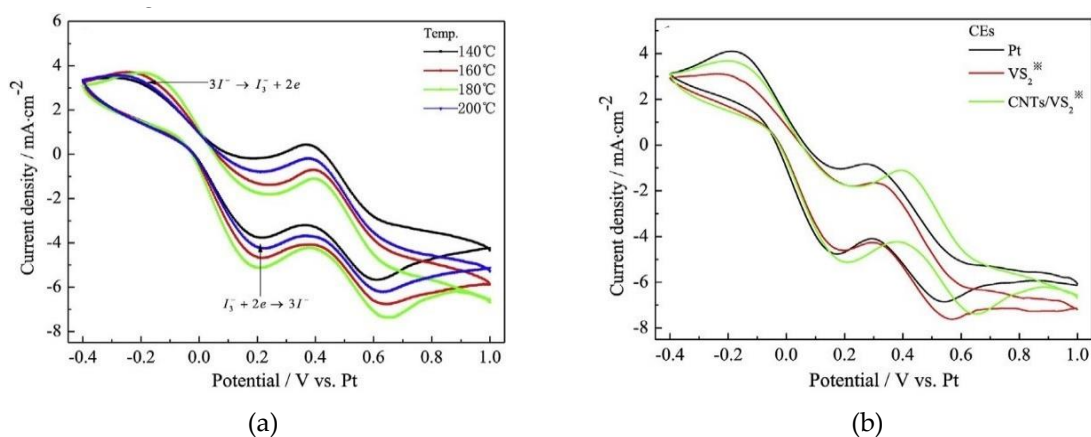 6
4
2
0
-2
-4
-6
-8
Current density / mA·cm⁻²
-0.4 -0.2 0.0 0.2 0.4 0.6 0.8 1.0
Potential / V vs. Pt
Temp.
140℃
160℃
180℃
200℃
3I⁻ → I₃⁻ + 2e
I₃⁻ + 2e → 3I⁻
(a)
6
4
2
0
-2
-4
-6
-8
Current density / mA·cm⁻²
-0.4 -0.2 0.0 0.2 0.4 0.6 0.8 1.0
Potential / V vs. Pt
CEs
Pt
VS₂※
CNTs/VS₂※
(b)